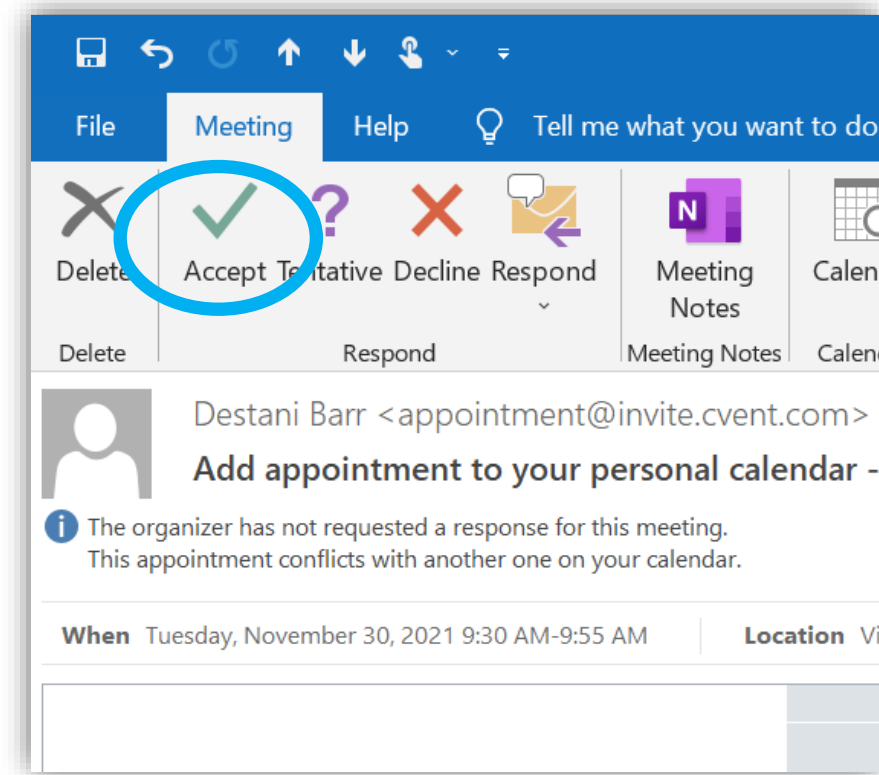 File Meeting Help Tell me what you want to do
Delete Accept Tentative Decline Respond Meeting Notes Calen
Delete Respond Meeting Notes Calen
Destani Barr <appointment@invite.cvent.com>
Add appointment to your personal calendar -
i The organizer has not requested a response for this meeting.
This appointment conflicts with another one on your calendar.
When Tuesday, November 30, 2021 9:30 AM-9:55 AM Location Vi